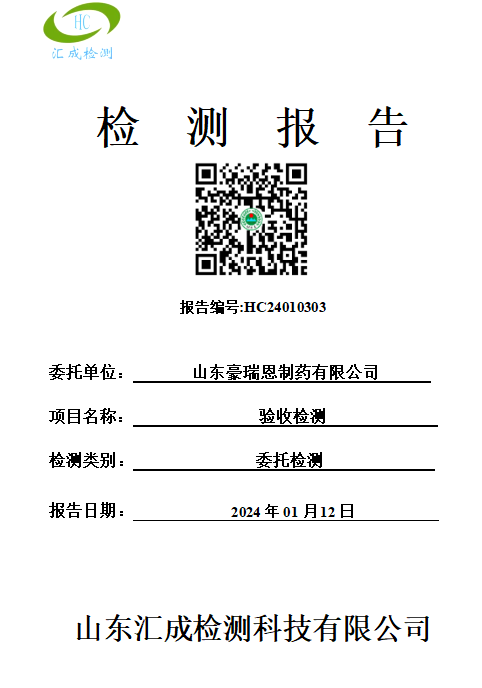 HC
汇成检测
检 测 报 告
报告编号:HC24010303
委托单位： 山东豪瑞恩制药有限公司
项目名称： 验收检测
检测类别： 委托检测
报告日期： 2024 年 01 月12 日
山东汇成检测科技有限公司